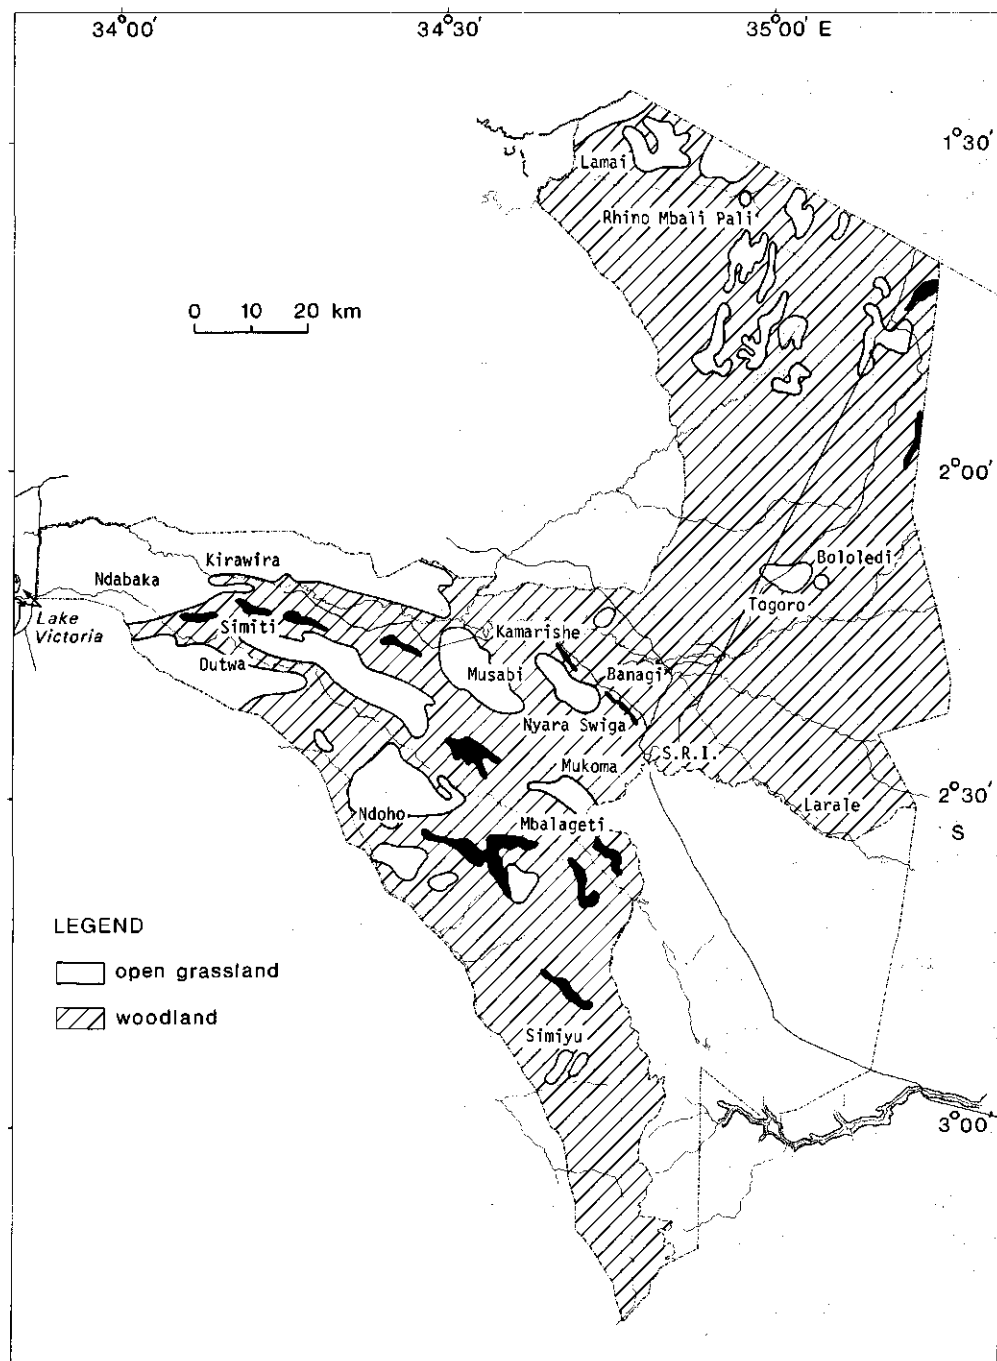 34°00′
34°30′
35°00′ E
1°30′
Lamai
Rhino Mbali Pali
0 10 20 km
2°00′
Bololedi
Kirawira
Ndabaka
Togoro
Lake
Victoria
Simiti
Kamarishe
Dutwa
Musabi
Banagi
Nyara Swiga
S.R.I.
Mukoma
2°30′
S
Larale
Ndoho
Mbalageti
LEGEND
open grassland
woodland
Simiyu
3°00′